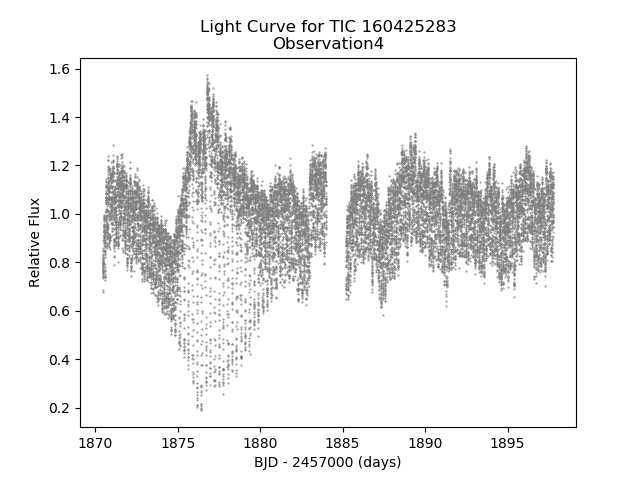 Light Curve for TIC 160425283
Observation4
1.6
1.4
1.2
1.0
0.8
0.6
0.4
0.2
Relative Flux
1870 1875 1880 1885 1890 1895
BJD - 2457000 (days)